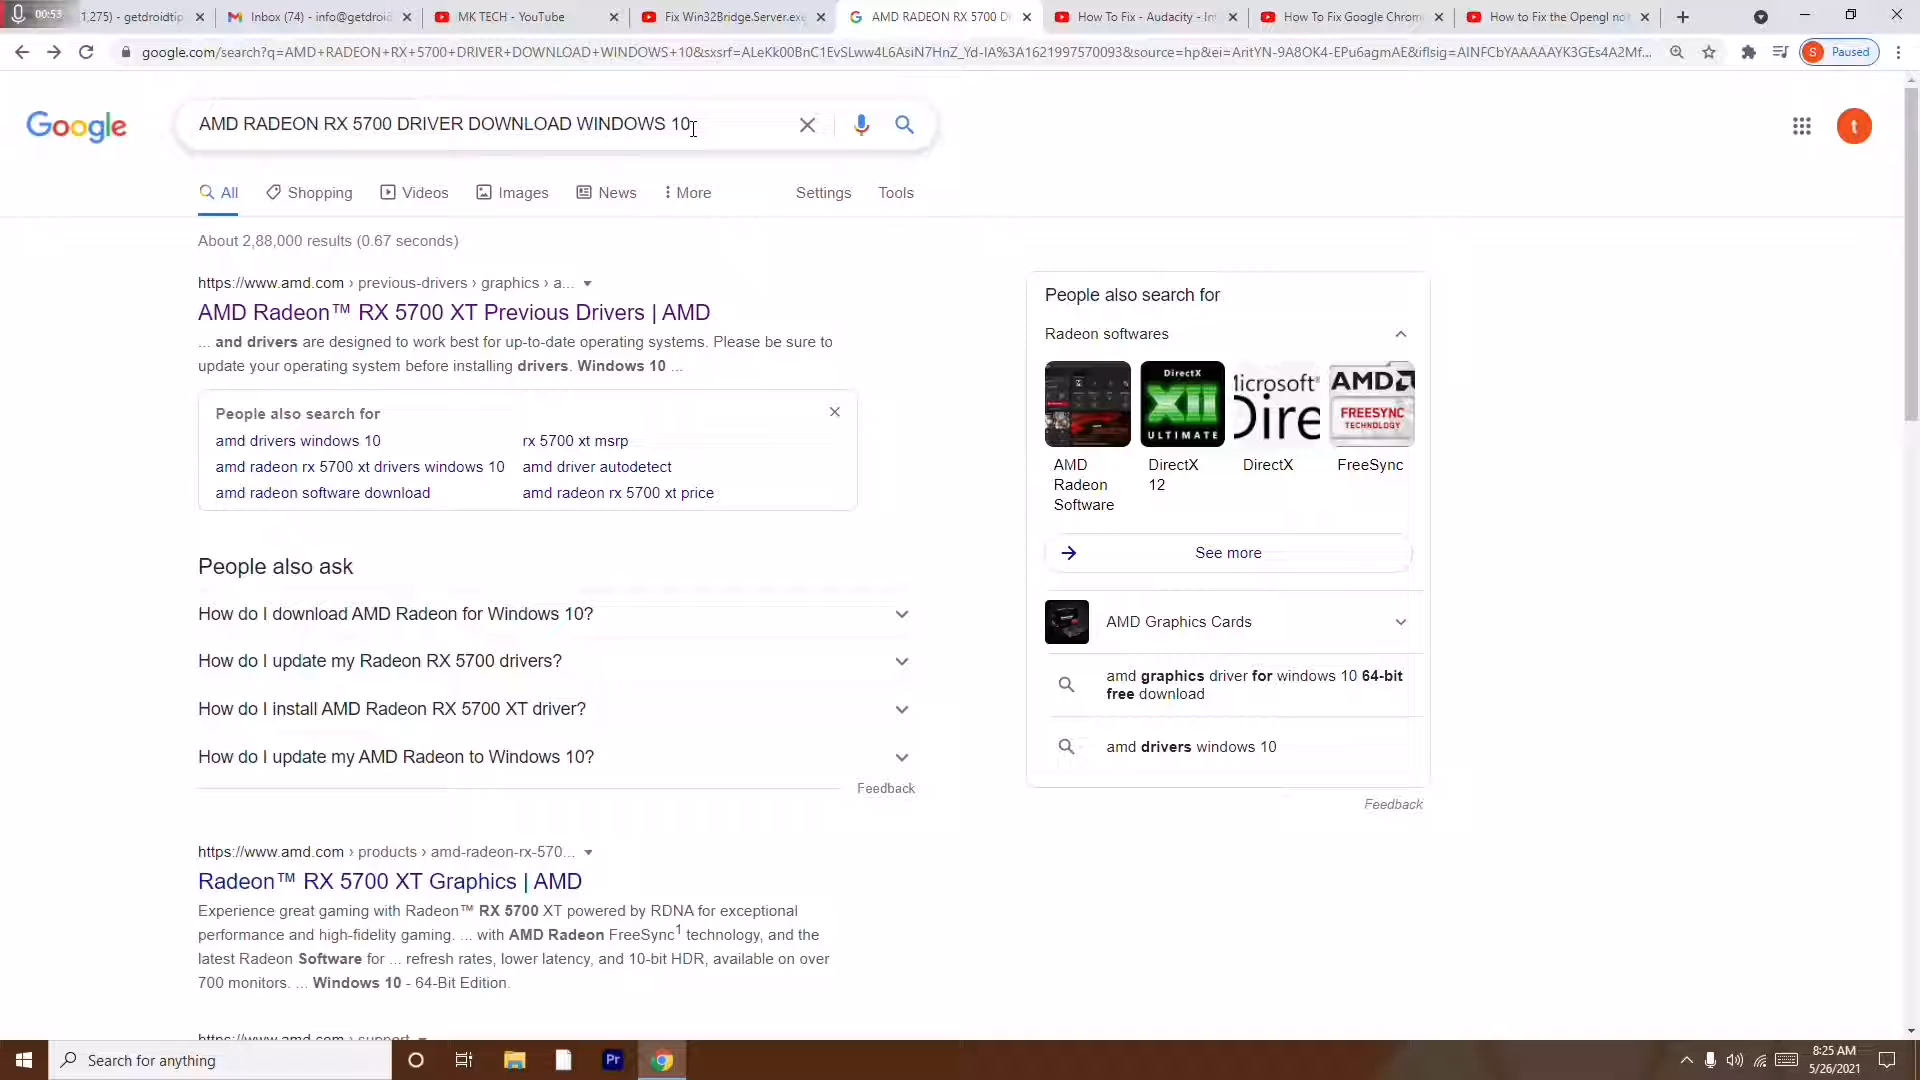 00:53
1,275) - getdroidtip
Inbox (74) - info@getdroi
MK TECH - YouTube
Fix Win32Bridge.Server.exe
AMD RADEON RX 5700 D
How To Fix - Audacity - In
How To Fix Google Chrom
How to Fix the Opengl no
google.com/search?q=AMD+RADEON+RX+5700+DRIVER+DOWNLOAD+WINDOWS+10&sxsrf=ALeKk00BnC1EvSLww4L6AsiN7HnZ_Yd-IA%3A1621997570093&source=hp&ei=AritYN-9A8OK4-EPu6agmAE&iflsig=AINFCbYAAAAAYK3GEs4A2Mf...
S Paused
Google
AMD RADEON RX 5700 DRIVER DOWNLOAD WINDOWS 10
t
All Shopping Videos Images News More Settings Tools
About 2,88,000 results (0.67 seconds)
https://www.amd.com › previous-drivers › graphics › a...
AMD Radeon™ RX 5700 XT Previous Drivers | AMD
... and drivers are designed to work best for up-to-date operating systems. Please be sure to
update your operating system before installing drivers. Windows 10 ...
People also search for
amd drivers windows 10 rx 5700 xt msrp
amd radeon rx 5700 xt drivers windows 10 amd driver autodetect
amd radeon software download amd radeon rx 5700 xt price
People also ask
How do I download AMD Radeon for Windows 10?
How do I update my Radeon RX 5700 drivers?
How do I install AMD Radeon RX 5700 XT driver?
How do I update my AMD Radeon to Windows 10?
Feedback
https://www.amd.com › products › amd-radeon-rx-570...
Radeon™ RX 5700 XT Graphics | AMD
Experience great gaming with Radeon™ RX 5700 XT powered by RDNA for exceptional
performance and high-fidelity gaming. ... with AMD Radeon FreeSync1 technology, and the
latest Radeon Software for ... refresh rates, lower latency, and 10-bit HDR, available on over
700 monitors. ... Windows 10 - 64-Bit Edition.
https://www.amd.com › support
People also search for
Radeon softwares
DirectX
XII
ULTIMATE
Microsoft
Dire
AMD
FREESYNC
TECHNOLOGY
AMD
Radeon
Software
DirectX
12
DirectX
FreeSync
See more
AMD Graphics Cards
amd graphics driver for windows 10 64-bit
free download
amd drivers windows 10
Feedback
Search for anything
Pr
8:25 AM
5/26/2021